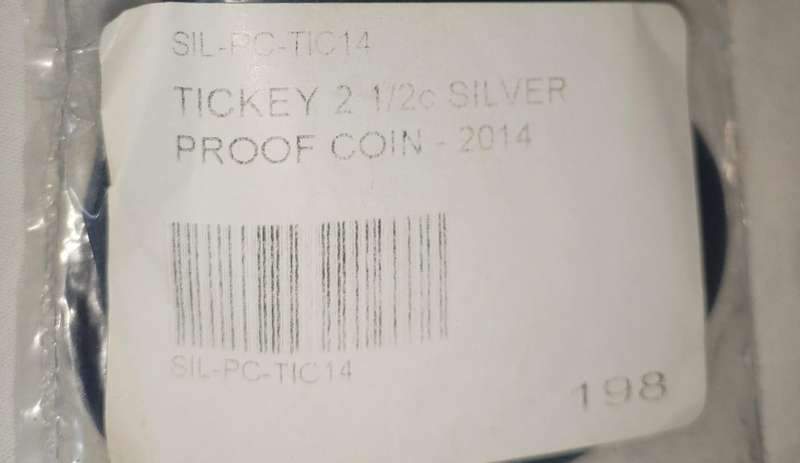 SIL-PC-TIC14
TICKEY 2 1/2c SILVER
PROOF COIN - 2014
SIL-PC-TIC14
198